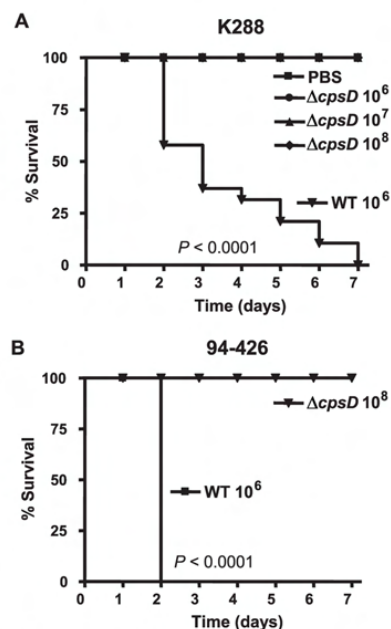 A
K288
100
75
50
25
0
% Survival
PBS
ΔcpsD 10⁶
ΔcpsD 10⁷
ΔcpsD 10⁸
WT 10⁶
P < 0.0001
0 1 2 3 4 5 6 7
Time (days)
B
94-426
100
75
50
25
0
% Survival
ΔcpsD 10⁸
WT 10⁶
P < 0.0001
0 1 2 3 4 5 6 7
Time (days)